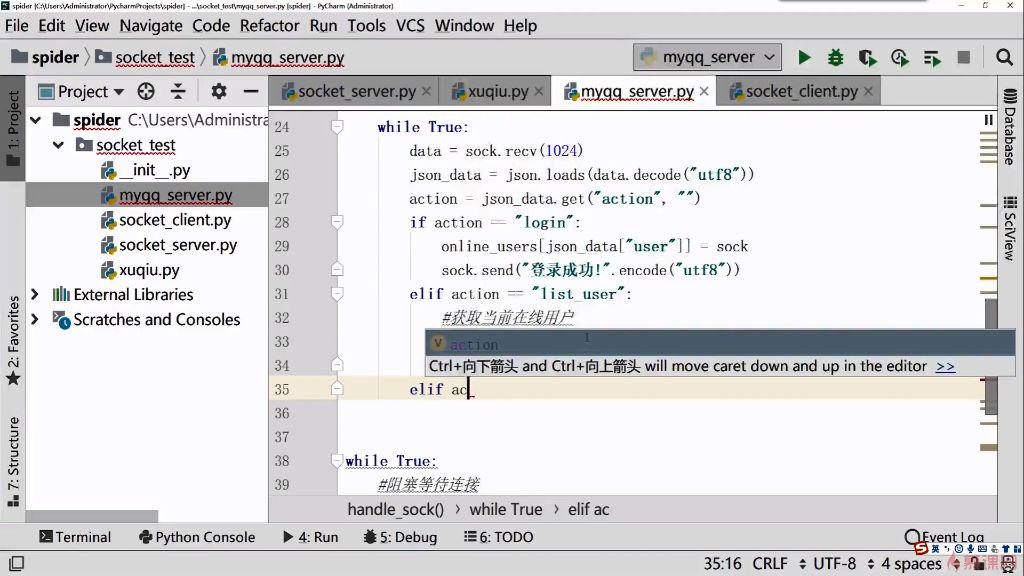 spider [C:\Users\Administrator\PycharmProjects\spider] - ...\socket_test\myqq_server.py [spider] - PyCharm (Administrator)
File Edit View Navigate Code Refactor Run Tools VCS Window Help
spider socket_test myqq_server.py myqq_server
Project socket_server.py xuqiu.py myqq_server.py socket_client.py
1: Project
2: Favorites
7: Structure
Database
SciView
spider C:\Users\Administra
socket_test
__init__.py
myqq_server.py
socket_client.py
socket_server.py
xuqiu.py
External Libraries
Scratches and Consoles
24 while True:
25 data = sock.recv(1024)
26 json_data = json.loads(data.decode("utf8"))
27 action = json_data.get("action", "")
28 if action == "login":
29 online_users[json_data["user"]] = sock
30 sock.send("登录成功!".encode("utf8"))
31 elif action == "list_user":
32 #获取当前在线用户
33
V action
34
Ctrl+向下箭头 and Ctrl+向上箭头 will move caret down and up in the editor >>
35 elif ac
36
37
38 while True:
39 #阻塞等待连接
handle_sock() › while True › elif ac
Terminal Python Console 4: Run 5: Debug 6: TODO Event Log
35:16 CRLF UTF-8 4 spaces
英